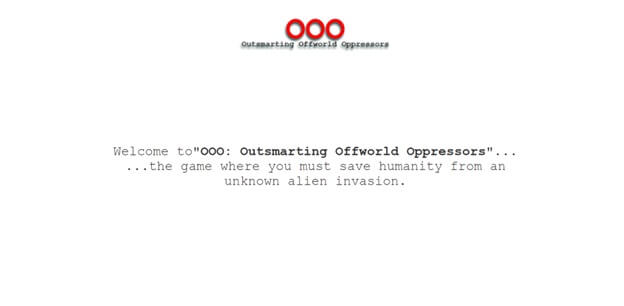 OOO
Outsmarting Offworld Oppressors
Welcome to"OOO: Outsmarting Offworld Oppressors"...
...the game where you must save humanity from an
unknown alien invasion.